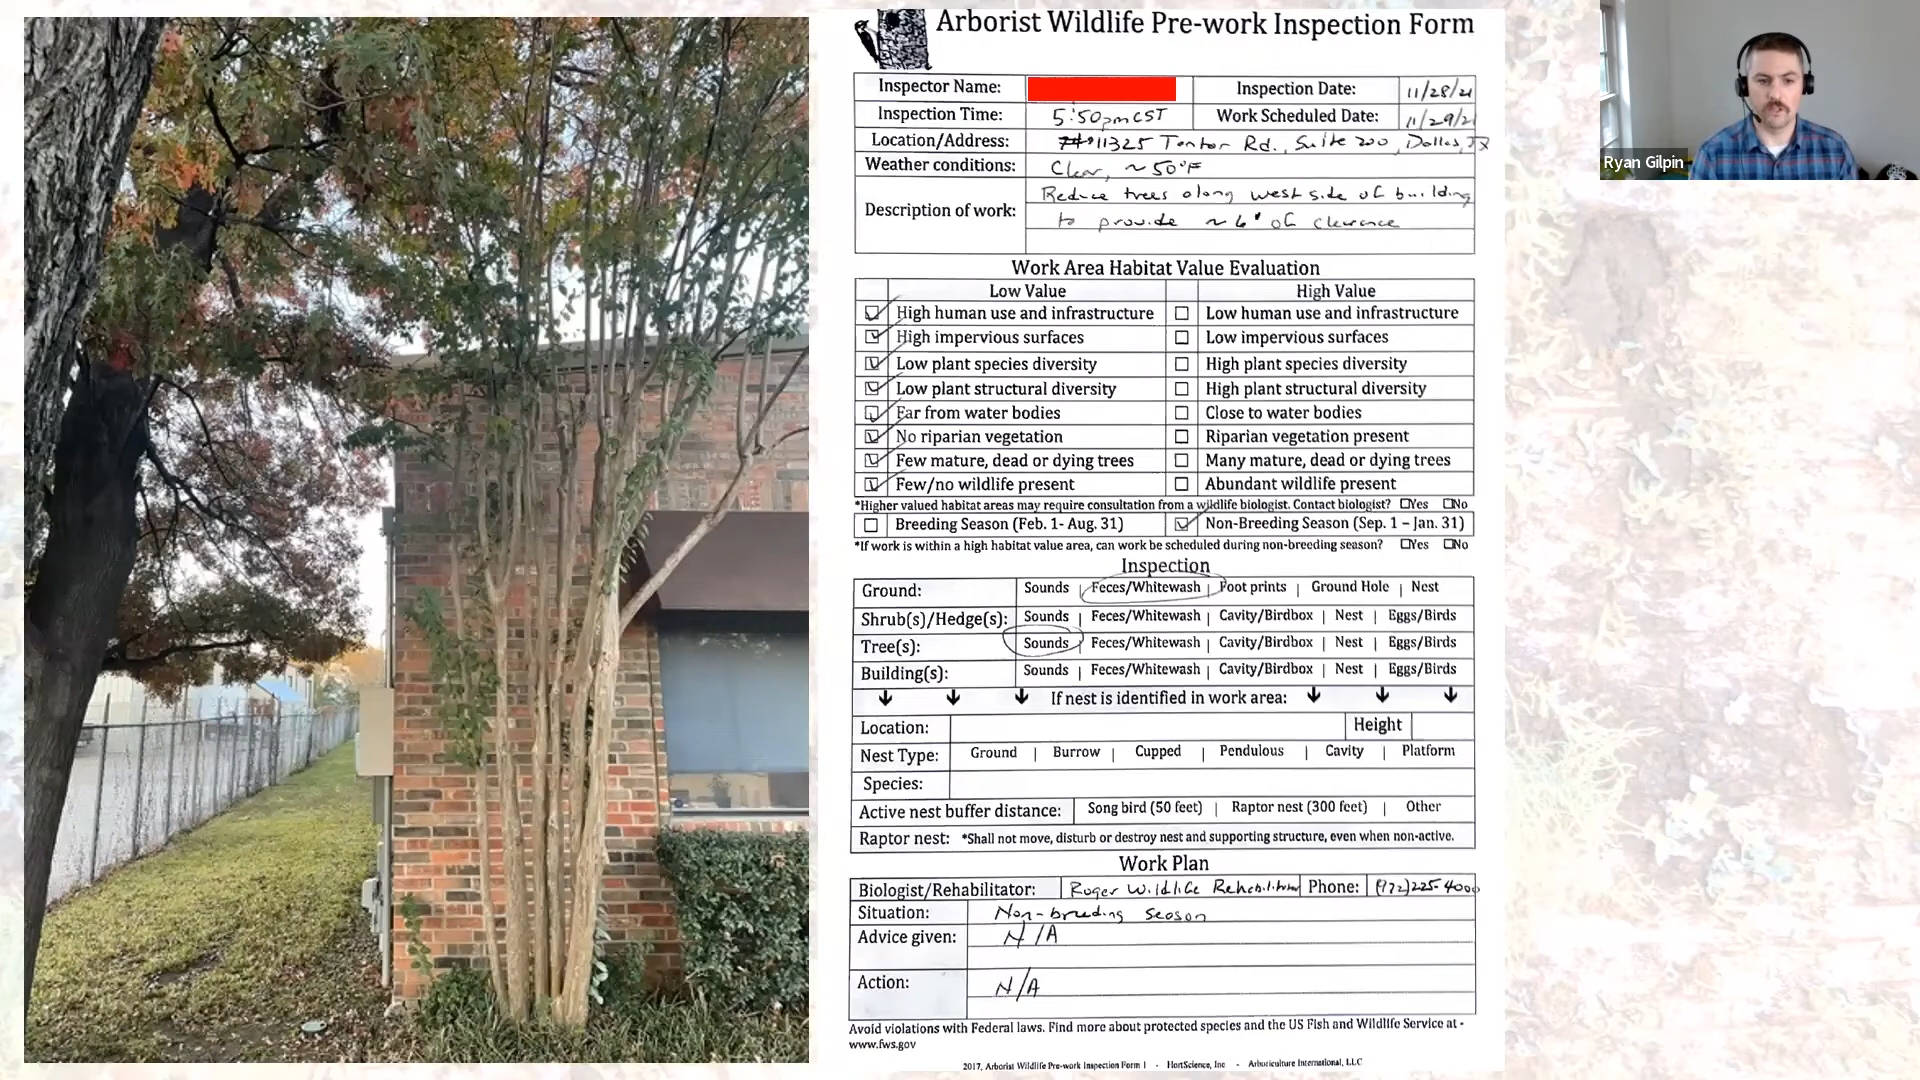 Arborist Wildlife Pre-work Inspection Form
Inspector Name: Inspection Date: 11/28/21
Inspection Time: 5:50pm CST Work Scheduled Date: 11/29/21
Location/Address: 11325 Rd., Suite 200, Dallas, TX
Weather conditions: Clear, ~50°F
Description of work: Reduce trees along west side of building
to provide ~6' of clearance
Work Area Habitat Value Evaluation
Low Value High Value
High human use and infrastructure Low human use and infrastructure
High impervious surfaces Low impervious surfaces
Low plant species diversity High plant species diversity
Low plant structural diversity High plant structural diversity
Far from water bodies Close to water bodies
No riparian vegetation Riparian vegetation present
Few mature, dead or dying trees Many mature, dead or dying trees
Few/no wildlife present Abundant wildlife present
*Higher valued habitat areas may require consultation from a wildlife biologist. Contact biologist? Yes No
Breeding Season (Feb. 1- Aug. 31) Non-Breeding Season (Sep. 1 – Jan. 31)
*If work is within a high habitat value area, can work be scheduled during non-breeding season? Yes No
Inspection
Ground: Sounds | Feces/Whitewash | Foot prints | Ground Hole | Nest
Shrub(s)/Hedge(s): Sounds | Feces/Whitewash | Cavity/Birdbox | Nest | Eggs/Birds
Tree(s): Sounds | Feces/Whitewash | Cavity/Birdbox | Nest | Eggs/Birds
Building(s): Sounds | Feces/Whitewash | Cavity/Birdbox | Nest | Eggs/Birds
If nest is identified in work area:
Location: Height
Nest Type: Ground | Burrow | Cupped | Pendulous | Cavity | Platform
Species:
Active nest buffer distance: Song bird (50 feet) | Raptor nest (300 feet) | Other
Raptor nest: *Shall not move, disturb or destroy nest and supporting structure, even when non-active.
Work Plan
Biologist/Rehabilitator: Roger Wildlife Phone: (972)225-4000
Situation: Non-breeding season
Advice given: N/A
Action: N/A
Avoid violations with Federal laws. Find more about protected species and the US Fish and Wildlife Service at -
www.fws.gov
2017, Arborist Wildlife Pre-work Inspection Form | - HortScience, Inc - Arboriculture International, LLC
Ryan Gilpin